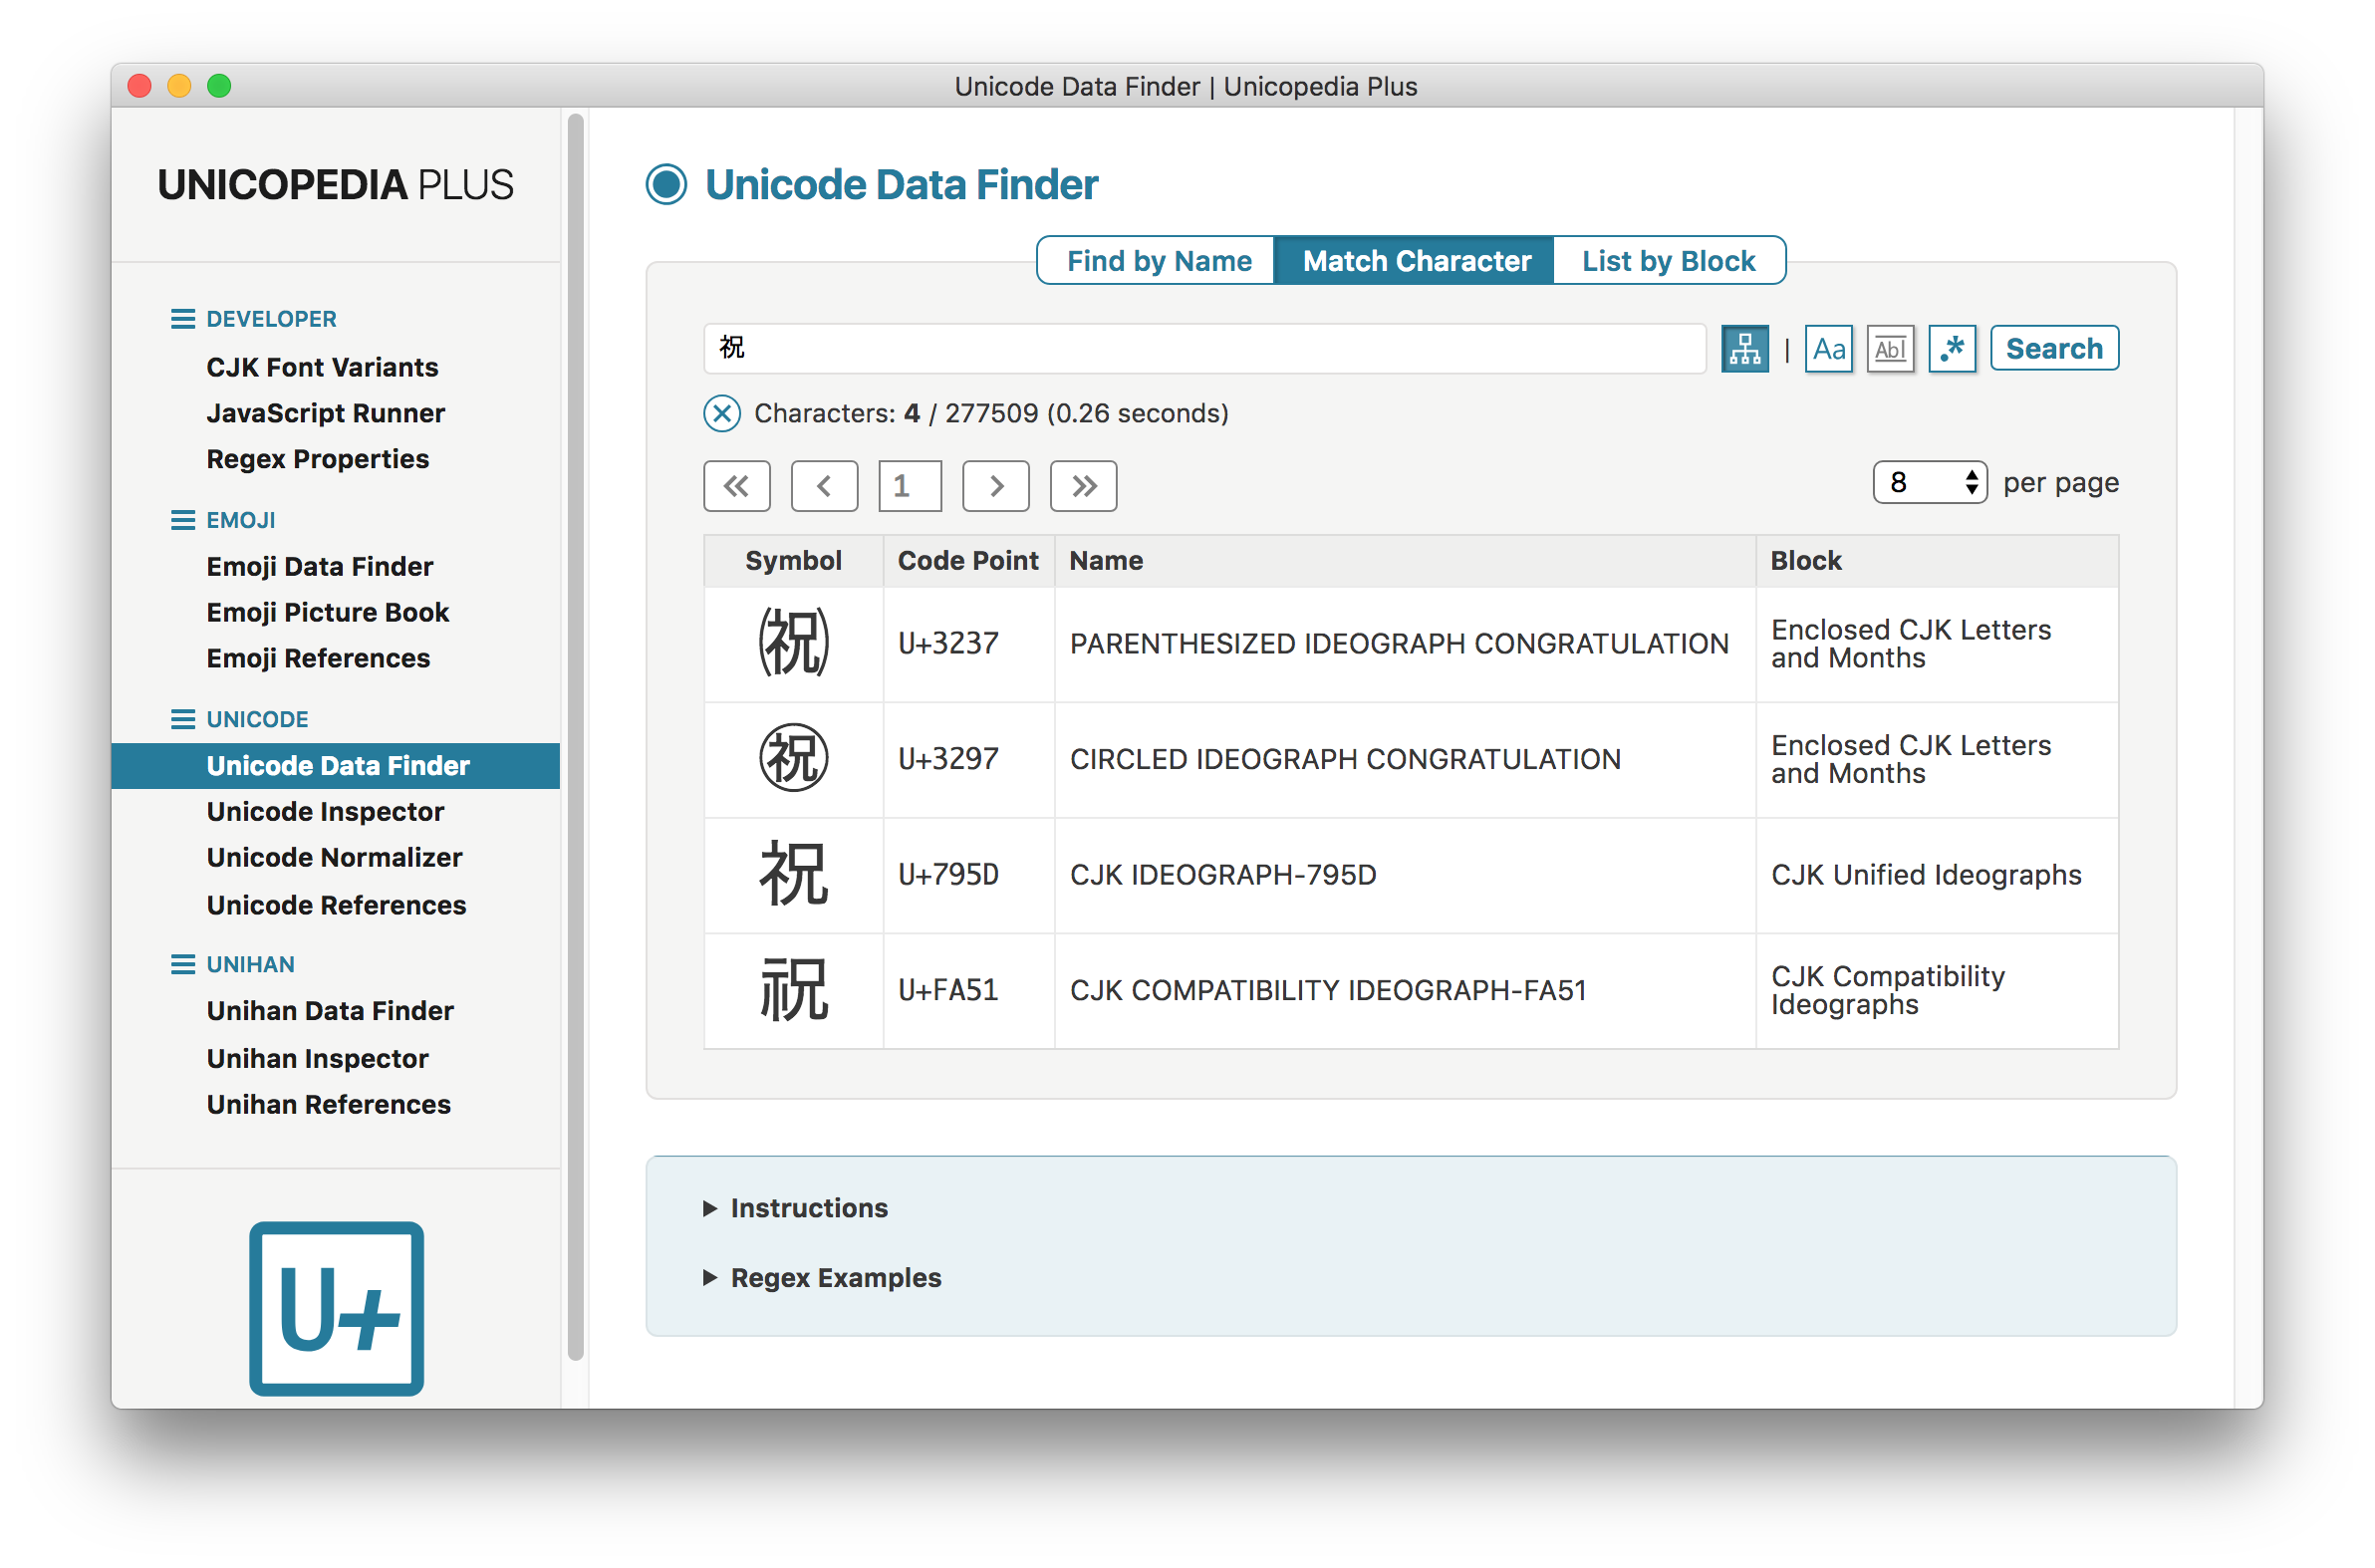 Unicode Data Finder | Unicopedia Plus
UNICOPEDIA PLUS
DEVELOPER
CJK Font Variants
JavaScript Runner
Regex Properties
EMOJI
Emoji Data Finder
Emoji Picture Book
Emoji References
UNICODE
Unicode Data Finder
Unicode Inspector
Unicode Normalizer
Unicode References
UNIHAN
Unihan Data Finder
Unihan Inspector
Unihan References
U+
Unicode Data Finder
Find by Name Match Character List by Block
祝 | Aa Abl .* Search
Characters: 4 / 277509 (0.26 seconds)
« ‹ 1 › » 8 per page
Symbol Code Point Name Block
㈷ U+3237 PARENTHESIZED IDEOGRAPH CONGRATULATION Enclosed CJK Letters
and Months
㊗ U+3297 CIRCLED IDEOGRAPH CONGRATULATION Enclosed CJK Letters
and Months
祝 U+795D CJK IDEOGRAPH-795D CJK Unified Ideographs
祝 U+FA51 CJK COMPATIBILITY IDEOGRAPH-FA51 CJK Compatibility
Ideographs
Instructions
Regex Examples